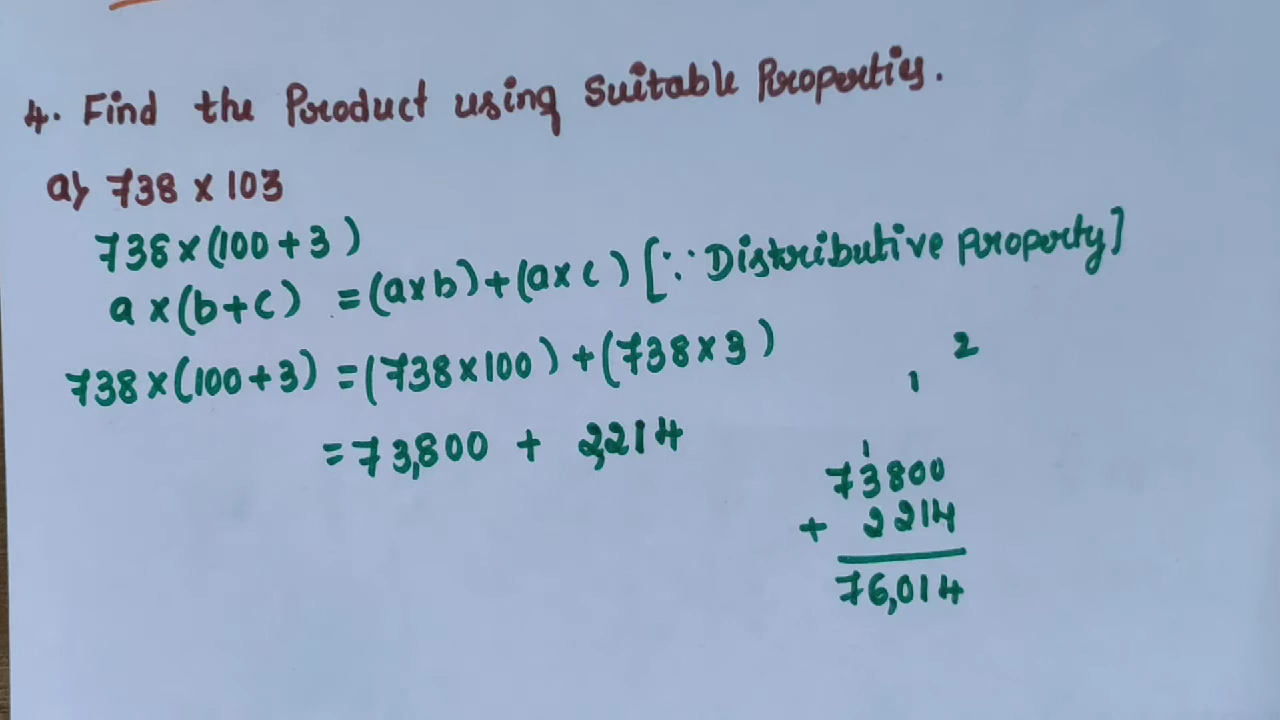 4. Find the Product using Suitable Properties.
a) 738 x 103
738 x (100 + 3)
a x (b+c) = (a x b) + (a x c) [∵ Distributive property]
738 x (100+3) = (738 x 100) + (738 x 3)
2
1
= 73,800 + 2,214
1
73800
+ 2214
76,014